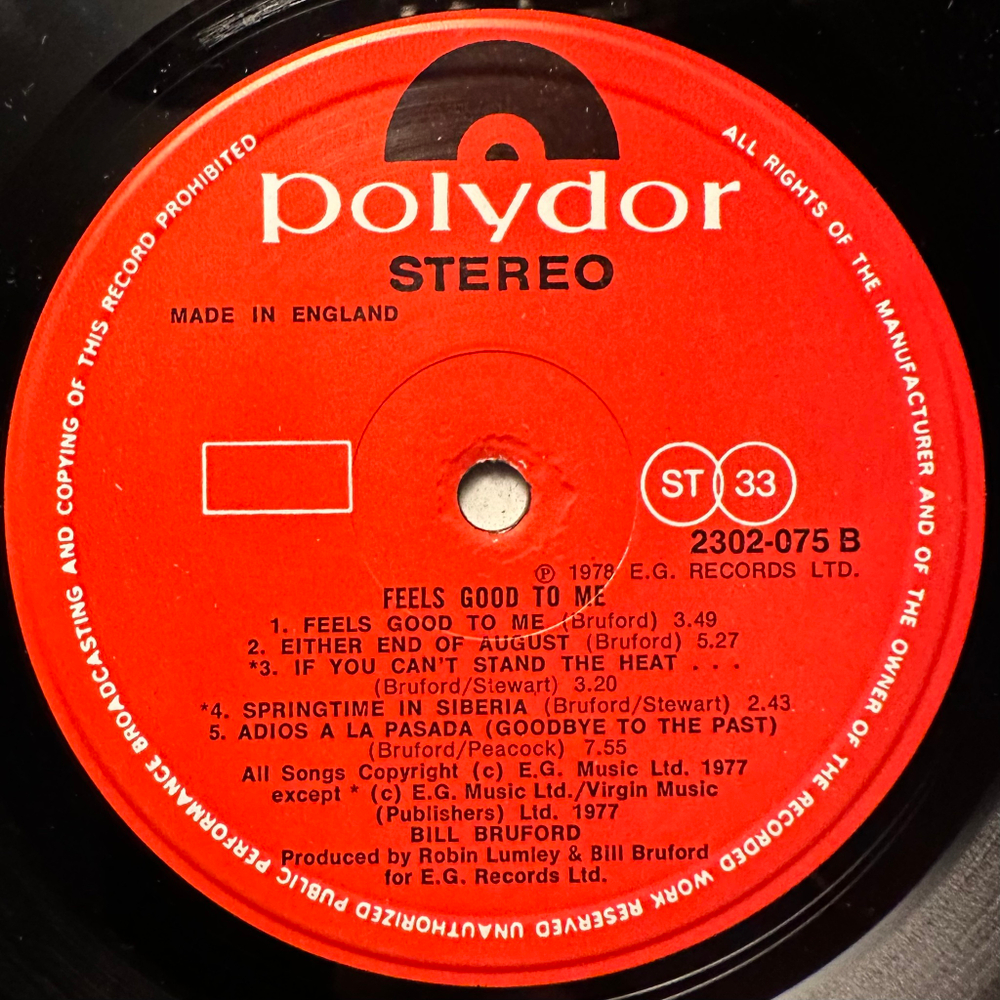 polydor
STEREO
MADE IN ENGLAND
ST 33
2302-075 B
℗ 1978 E.G. RECORDS LTD.
FEELS GOOD TO ME
1. FEELS GOOD TO ME (Bruford) 3.49
2. EITHER END OF AUGUST (Bruford) 5.27
*3. IF YOU CAN'T STAND THE HEAT . . .
(Bruford/Stewart) 3.20
*4. SPRINGTIME IN SIBERIA (Bruford/Stewart) 2.43
5. ADIOS A LA PASADA (GOODBYE TO THE PAST)
(Bruford/Peacock) 7.55
All Songs Copyright (c) E.G. Music Ltd. 1977
except * (c) E.G. Music Ltd./Virgin Music
(Publishers) Ltd. 1977
BILL BRUFORD
Produced by Robin Lumley & Bill Bruford
for E.G. Records Ltd.
ALL RIGHTS OF THE MANUFACTURER AND OF THE OWNER OF THE RECORDED WORK RESERVED UNAUTHORIZED PUBLIC PERFORMANCE BROADCASTING AND COPYING OF THIS RECORD PROHIBITED